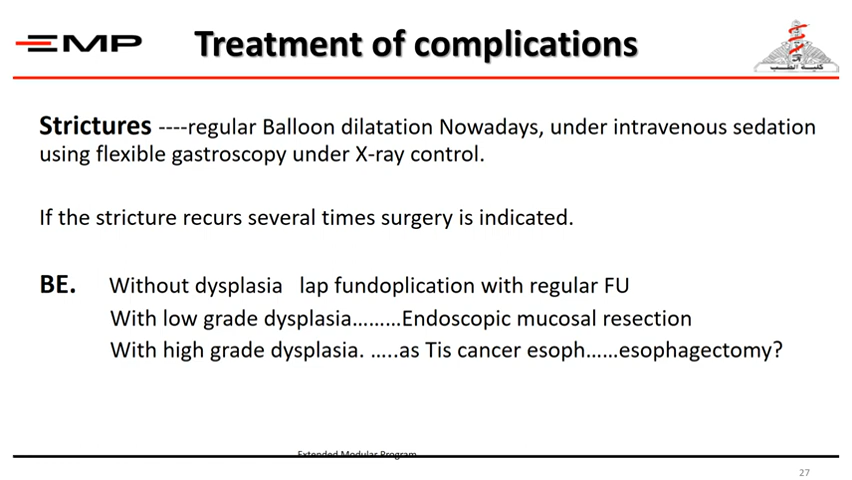 EMP
Treatment of complications
كلية الطب
Strictures ----regular Balloon dilatation Nowadays, under intravenous sedation
using flexible gastroscopy under X-ray control.
If the stricture recurs several times surgery is indicated.
BE. Without dysplasia lap fundoplication with regular FU
With low grade dysplasia………Endoscopic mucosal resection
With high grade dysplasia. …..as Tis cancer esoph……esophagectomy?
Extended Modular Program
27